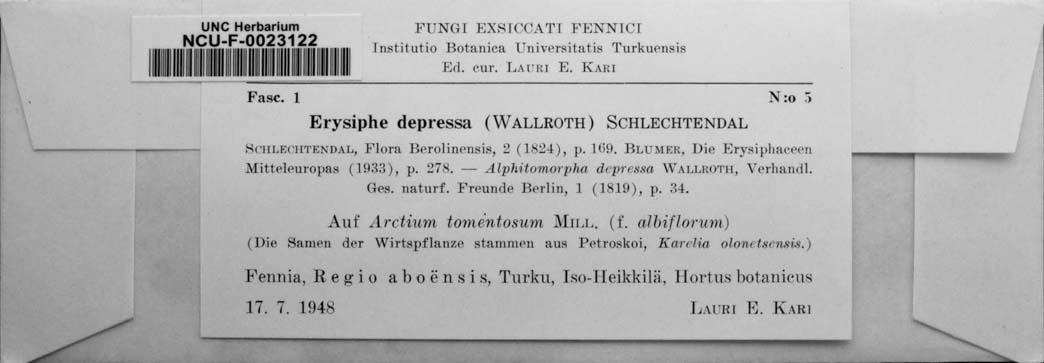 UNC Herbarium
NCU-F-0023122
FUNGI EXSICCATI FENNICI
Institutio Botanica Universitatis Turkuensis
Ed. cur. LAURI E. KARI
Fasc. 1 N:o 5
Erysiphe depressa (WALLROTH) SCHLECHTENDAL
SCHLECHTENDAL, Flora Berolinensis, 2 (1824), p. 169. BLUMER, Die Erysiphaceen
Mitteleuropas (1933), p. 278. — Alphitomorpha depressa WALLROTH, Verhandl.
Ges. naturf. Freunde Berlin, 1 (1819), p. 34.
Auf Arctium tomentosum MILL. (f. albiflorum)
(Die Samen der Wirtspflanze stammen aus Petroskoi, Karelia olonetsensis.)
Fennia, Regio aboënsis, Turku, Iso-Heikkilä, Hortus botanicus
17. 7. 1948 LAURI E. KARI